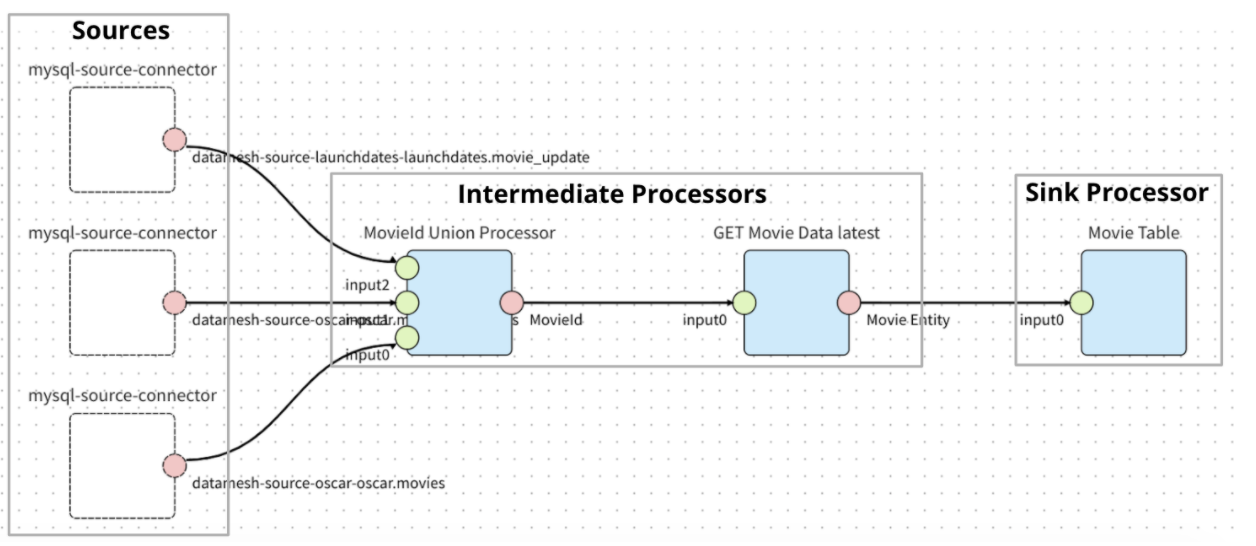 Sources
mysql-source-connector
datamesh-source-launchdates-launchdates.movie_update
Intermediate Processors
Sink Processor
mysql-source-connector
MovieId Union Processor
GET Movie Data latest
Movie Table
input2
datamesh-source-oscar-oscar.m
input1
s
MovieId
input0
Movie Entity
input0
input0
mysql-source-connector
datamesh-source-oscar-oscar.movies